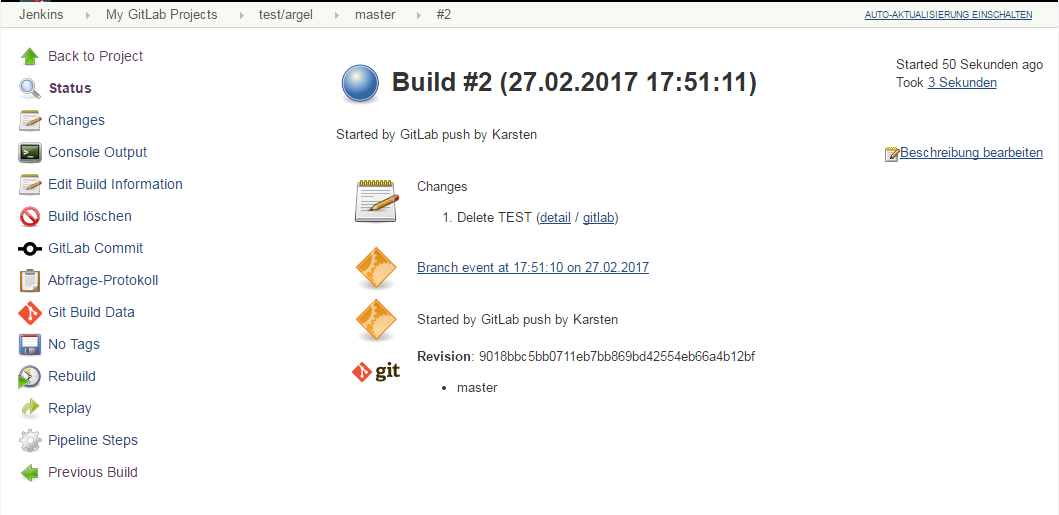 Jenkins My GitLab Projects test/argel master #2 AUTO-AKTUALISIERUNG EINSCHALTEN
Back to Project
Status
Changes
Console Output
Edit Build Information
Build löschen
GitLab Commit
Abfrage-Protokoll
Git Build Data
No Tags
Rebuild
Replay
Pipeline Steps
Previous Build
Build #2 (27.02.2017 17:51:11)
Started 50 Sekunden ago
Took 3 Sekunden
Started by GitLab push by Karsten
Beschreibung bearbeiten
Changes
1. Delete TEST (detail / gitlab)
Branch event at 17:51:10 on 27.02.2017
Started by GitLab push by Karsten
git
Revision: 9018bbc5bb0711eb7bb869bd42554eb66a4b12bf
• master